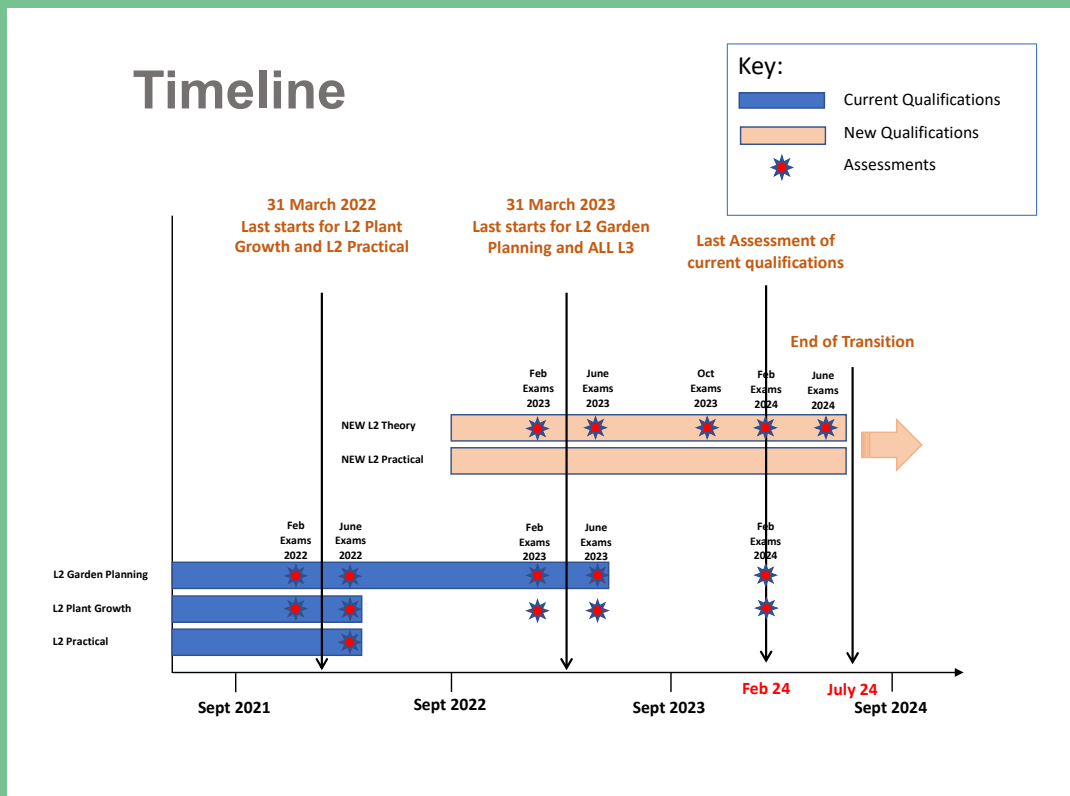 Timeline
Key:
Current Qualifications
New Qualifications
Assessments
31 March 2022
Last starts for L2 Plant
Growth and L2 Practical
31 March 2023
Last starts for L2 Garden
Planning and ALL L3
Last Assessment of
current qualifications
End of Transition
Feb
Exams
2023
June
Exams
2023
Oct
Exams
2023
Feb
Exams
2024
June
Exams
2024
NEW L2 Theory
NEW L2 Practical
Feb
Exams
2022
June
Exams
2022
Feb
Exams
2023
June
Exams
2023
Feb
Exams
2024
L2 Garden Planning
L2 Plant Growth
L2 Practical
Sept 2021
Sept 2022
Sept 2023
Feb 24
July 24
Sept 2024